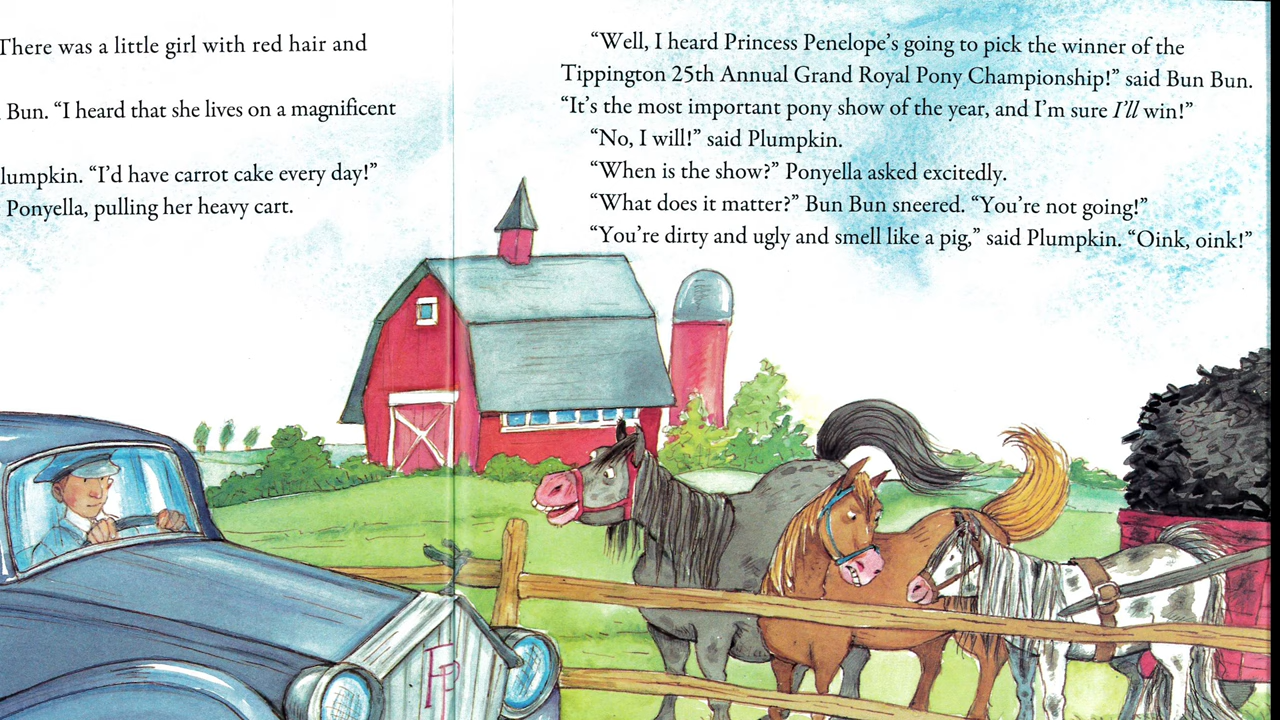 There was a little girl with red hair and
Bun. “I heard that she lives on a magnificent
lumpkin. “I’d have carrot cake every day!”
Ponyella, pulling her heavy cart.
“Well, I heard Princess Penelope’s going to pick the winner of the
Tippington 25th Annual Grand Royal Pony Championship!” said Bun Bun.
“It’s the most important pony show of the year, and I’m sure I’ll win!”
“No, I will!” said Plumpkin.
“When is the show?” Ponyella asked excitedly.
“What does it matter?” Bun Bun sneered. “You’re not going!”
“You’re dirty and ugly and smell like a pig,” said Plumpkin. “Oink, oink!”
PP